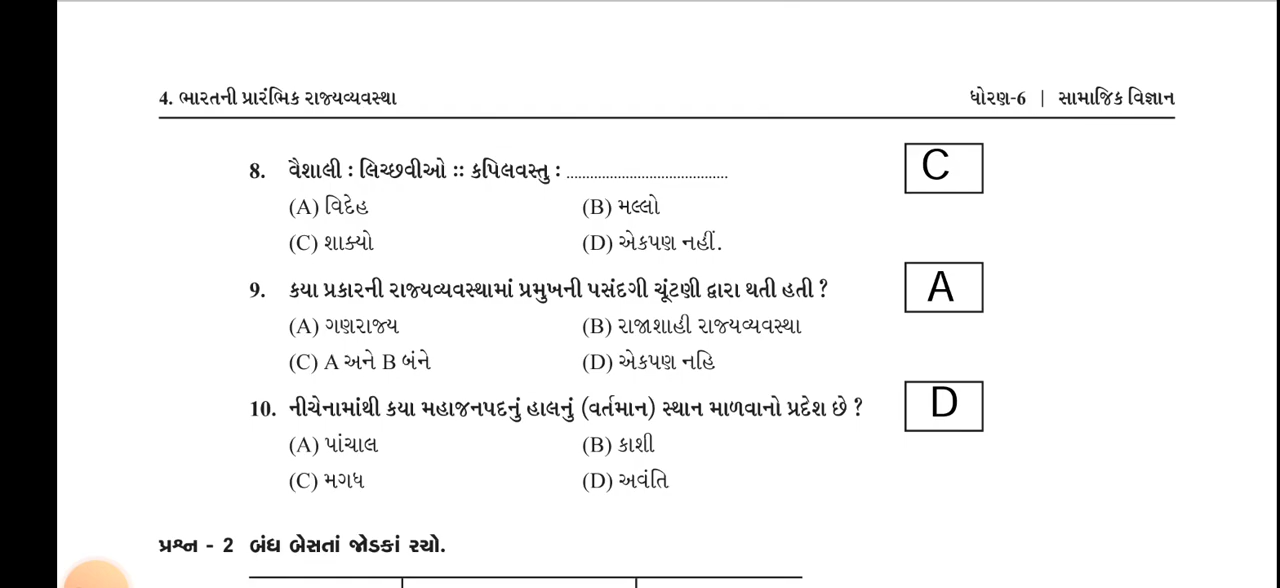 4. ભારતની પ્રારંભિક રાજ્યવ્યવસ્થા ધોરણ-6 | સામાજિક વિજ્ઞાન
8. વૈશાલી : લિચ્છવીઓ :: કપિલવસ્તુ : ......................................... C
(A) વિદેહ (B) મલ્લો
(C) શાક્યો (D) એકપણ નહીં.
9. કયા પ્રકારની રાજ્યવ્યવસ્થામાં પ્રમુખની પસંદગી ચૂંટણી દ્વારા થતી હતી ? A
(A) ગણરાજ્ય (B) રાજાશાહી રાજ્યવ્યવસ્થા
(C) A અને B બંને (D) એકપણ નહિ
10. નીચેનામાંથી કયા મહાજનપદનું હાલનું (વર્તમાન) સ્થાન માળવાનો પ્રદેશ છે ? D
(A) પાંચાલ (B) કાશી
(C) મગધ (D) અવંતિ
પ્રશ્ન - 2 બંધ બેસતાં જોડકાં રચો.